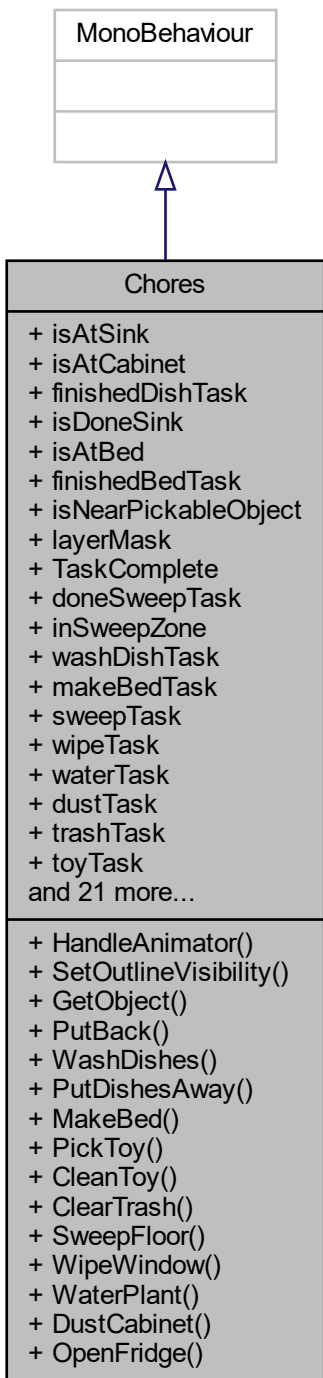 MonoBehaviour
Chores
+ isAtSink
+ isAtCabinet
+ finishedDishTask
+ isDoneSink
+ isAtBed
+ finishedBedTask
+ isNearPickableObject
+ layerMask
+ TaskComplete
+ doneSweepTask
+ inSweepZone
+ washDishTask
+ makeBedTask
+ sweepTask
+ wipeTask
+ waterTask
+ dustTask
+ trashTask
+ toyTask
and 21 more...
+ HandleAnimator()
+ SetOutlineVisibility()
+ GetObject()
+ PutBack()
+ WashDishes()
+ PutDishesAway()
+ MakeBed()
+ PickToy()
+ CleanToy()
+ ClearTrash()
+ SweepFloor()
+ WipeWindow()
+ WaterPlant()
+ DustCabinet()
+ OpenFridge()